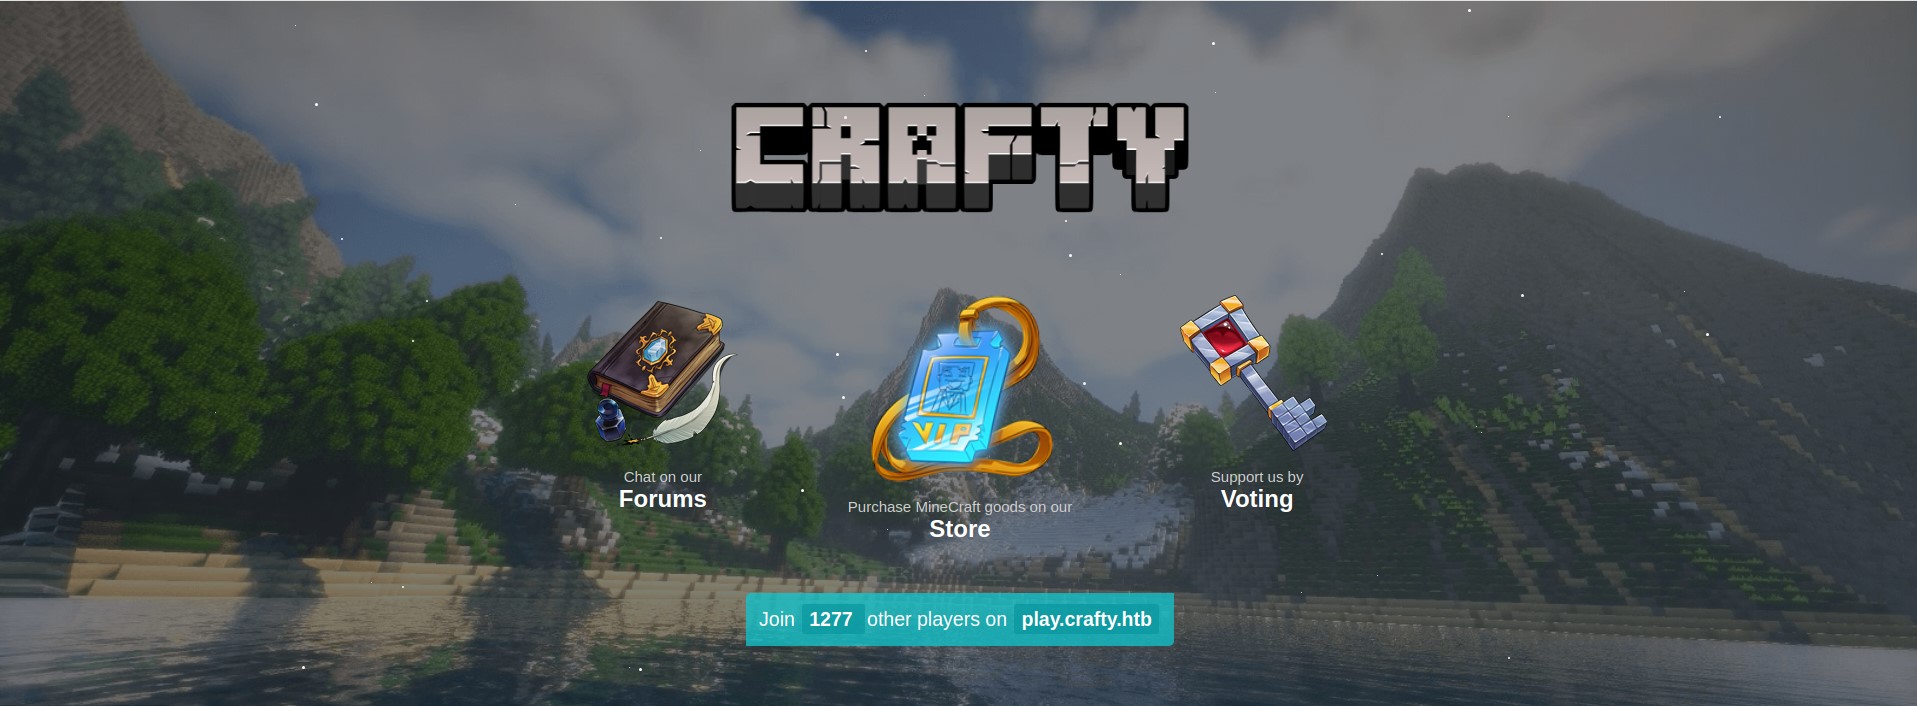 CRAFTY
VIP
Chat on our
Forums
Purchase MineCraft goods on our
Store
Support us by
Voting
Join 1277 other players on play.crafty.htb